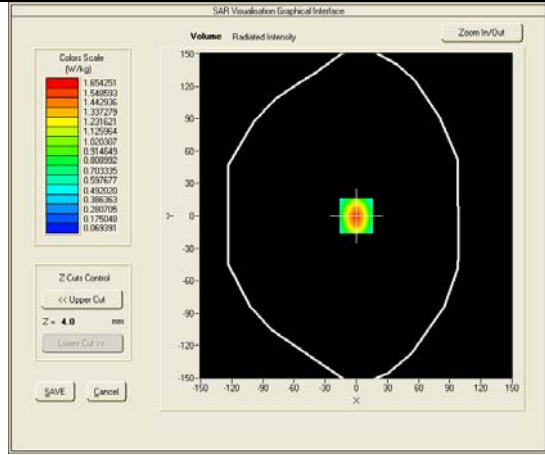 SAR Visualisation Graphical Interface
Volume Radiated Intensity
Zoom In/Out
Colors Scale
(W/kg)
1.654251
1.548593
1.442936
1.337279
1.231621
1.125964
1.020307
0.914649
0.808992
0.703335
0.597677
0.492020
0.386363
0.280705
0.175048
0.069391
Z Cuts Control
<< Upper Cut
Z = 4.0 mm
Lower Cut >>
SAVE Cancel
150
120
90
60
30
0
-30
-60
-90
-120
-150
Y
-150 -120 -90 -60 -30 0 30 60 90 120 150
X